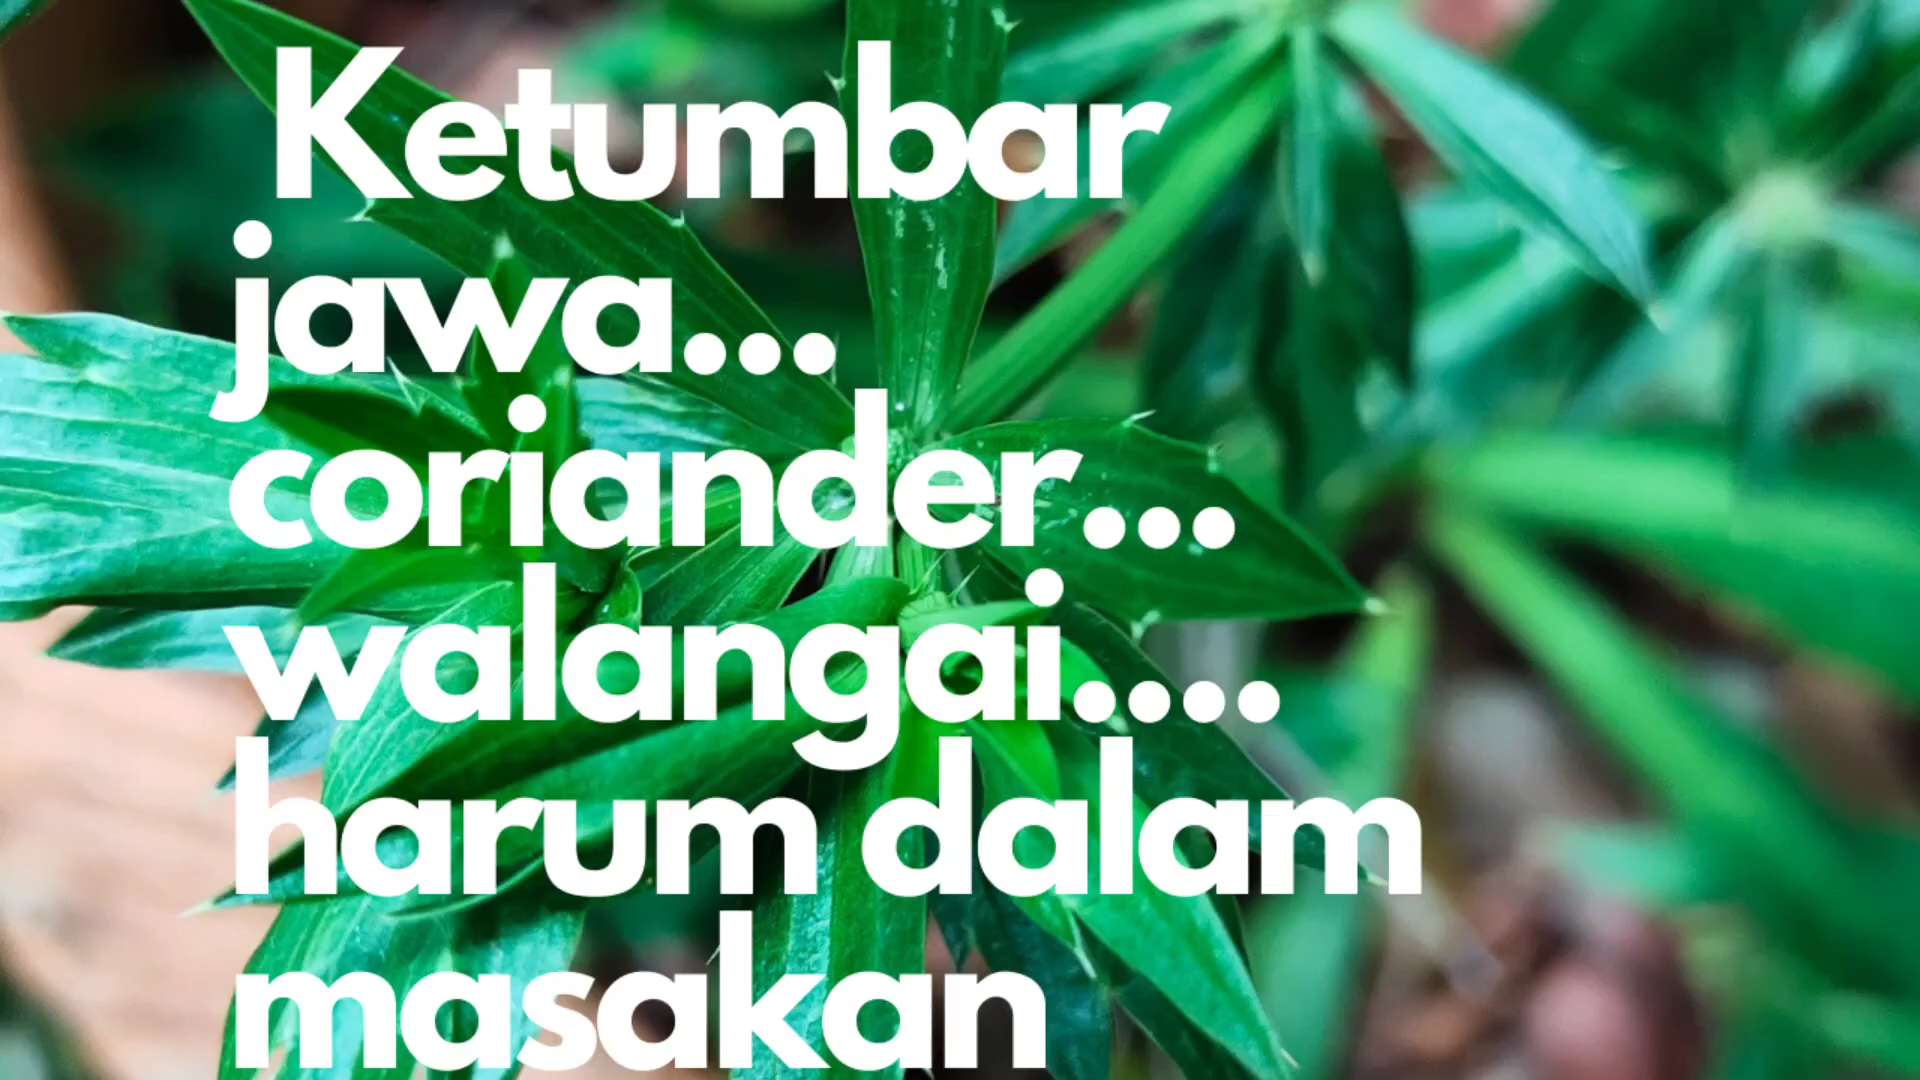 Ketumbar
jawa...
coriander...
walangai....
harum dalam
masakan